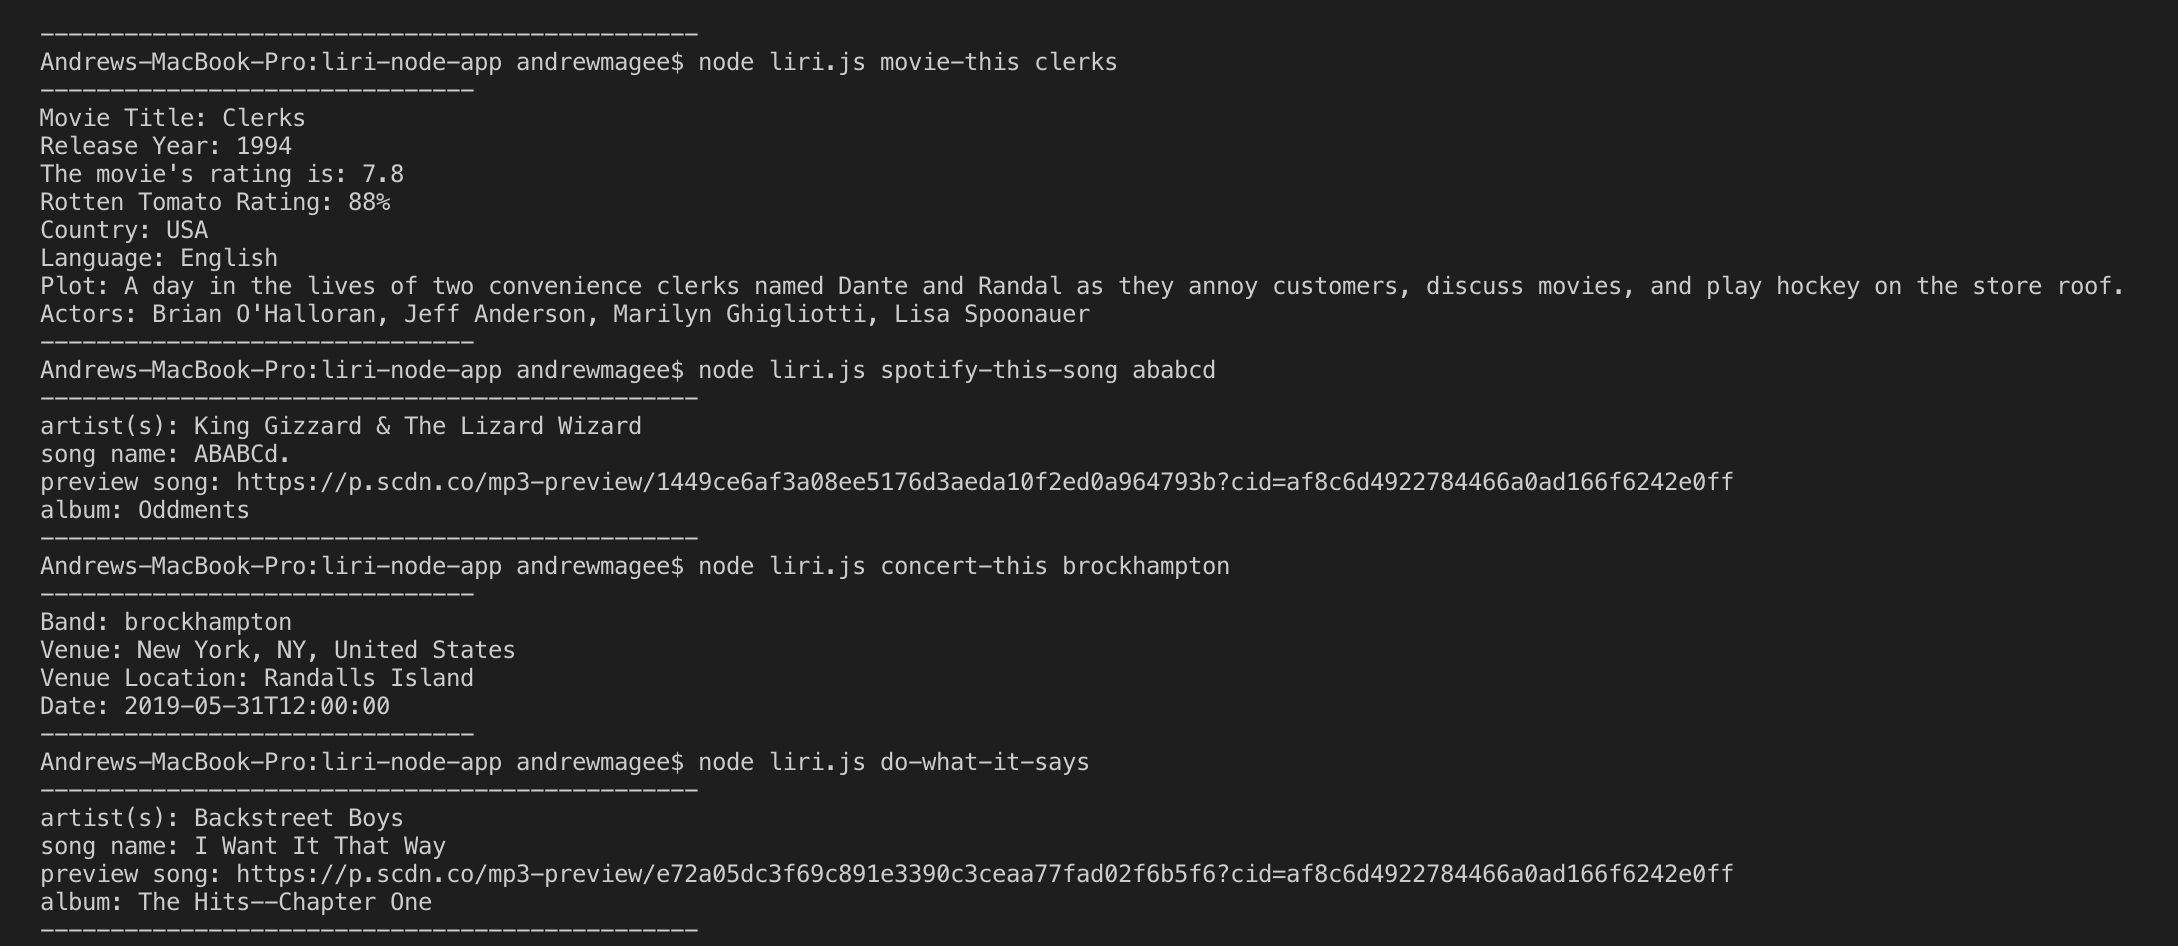 -----------------------------------------------
Andrews-MacBook-Pro:liri-node-app andrewmagee$ node liri.js movie-this clerks
-------------------------------
Movie Title: Clerks
Release Year: 1994
The movie's rating is: 7.8
Rotten Tomato Rating: 88%
Country: USA
Language: English
Plot: A day in the lives of two convenience clerks named Dante and Randal as they annoy customers, discuss movies, and play hockey on the store roof.
Actors: Brian O'Halloran, Jeff Anderson, Marilyn Ghigliotti, Lisa Spoonauer
-------------------------------
Andrews-MacBook-Pro:liri-node-app andrewmagee$ node liri.js spotify-this-song ababcd
-----------------------------------------------
artist(s): King Gizzard & The Lizard Wizard
song name: ABABCd.
preview song: https://p.scdn.co/mp3-preview/1449ce6af3a08ee5176d3aeda10f2ed0a964793b?cid=af8c6d4922784466a0ad166f6242e0ff
album: Oddments
-----------------------------------------------
Andrews-MacBook-Pro:liri-node-app andrewmagee$ node liri.js concert-this brockhampton
-------------------------------
Band: brockhampton
Venue: New York, NY, United States
Venue Location: Randalls Island
Date: 2019-05-31T12:00:00
-------------------------------
Andrews-MacBook-Pro:liri-node-app andrewmagee$ node liri.js do-what-it-says
-----------------------------------------------
artist(s): Backstreet Boys
song name: I Want It That Way
preview song: https://p.scdn.co/mp3-preview/e72a05dc3f69c891e3390c3ceaa77fad02f6b5f6?cid=af8c6d4922784466a0ad166f6242e0ff
album: The Hits--Chapter One
-----------------------------------------------